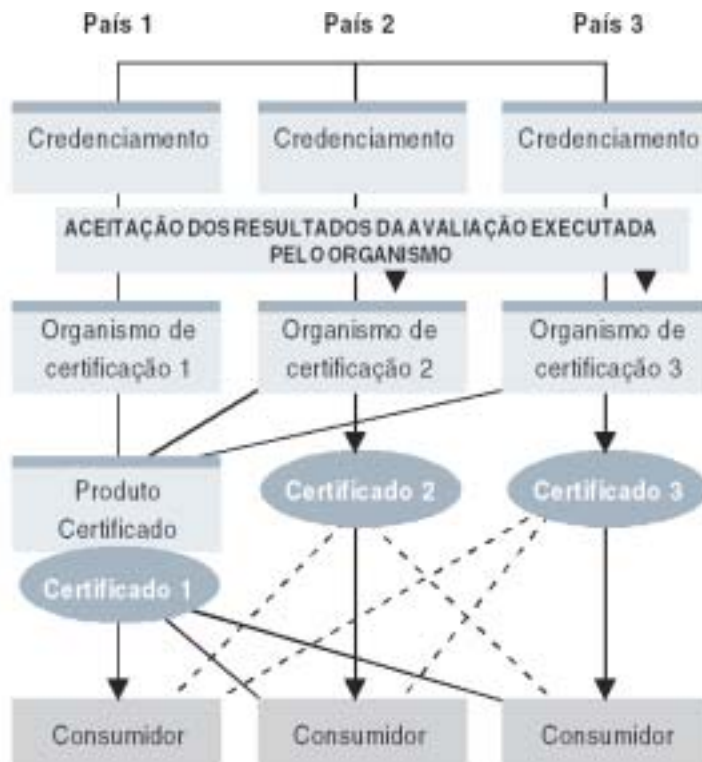 País 1
País 2
País 3
Credenciamento
Credenciamento
Credenciamento
ACEITAÇÃO DOS RESULTADOS DA AVALIAÇÃO EXECUTADA
PELO ORGANISMO
Organismo de
certificação 1
Organismo de
certificação 2
Organismo de
certificação 3
Produto
Certificado
Certificado 1
Certificado 2
Certificado 3
Consumidor
Consumidor
Consumidor